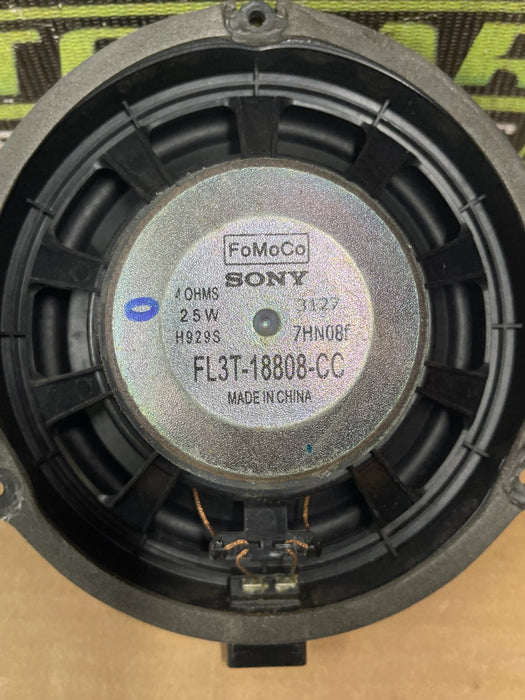 FoMoCo
SONY
4 OHMS
25W 3127
H929S 7HN08f
FL3T-18808-CC
MADE IN CHINA